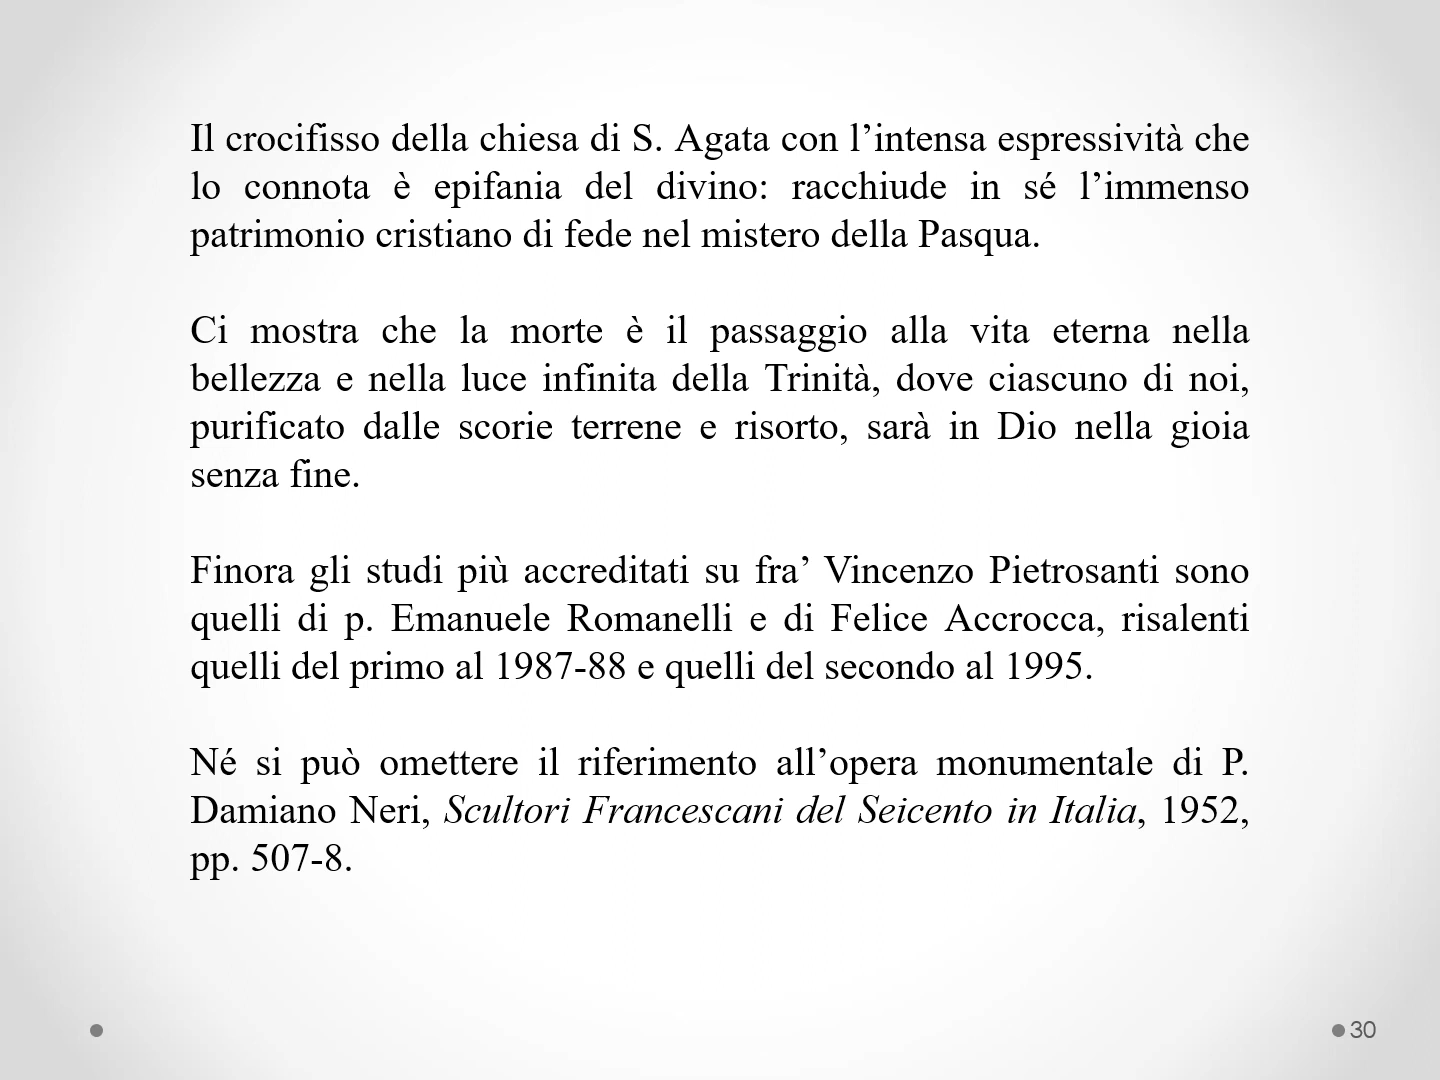 Il crocifisso della chiesa di S. Agata con l’intensa espressività che
lo connota è epifania del divino: racchiude in sé l’immenso
patrimonio cristiano di fede nel mistero della Pasqua.
Ci mostra che la morte è il passaggio alla vita eterna nella
bellezza e nella luce infinita della Trinità, dove ciascuno di noi,
purificato dalle scorie terrene e risorto, sarà in Dio nella gioia
senza fine.
Finora gli studi più accreditati su fra’ Vincenzo Pietrosanti sono
quelli di p. Emanuele Romanelli e di Felice Accrocca, risalenti
quelli del primo al 1987-88 e quelli del secondo al 1995.
Né si può omettere il riferimento all’opera monumentale di P.
Damiano Neri, Scultori Francescani del Seicento in Italia, 1952,
pp. 507-8.
30